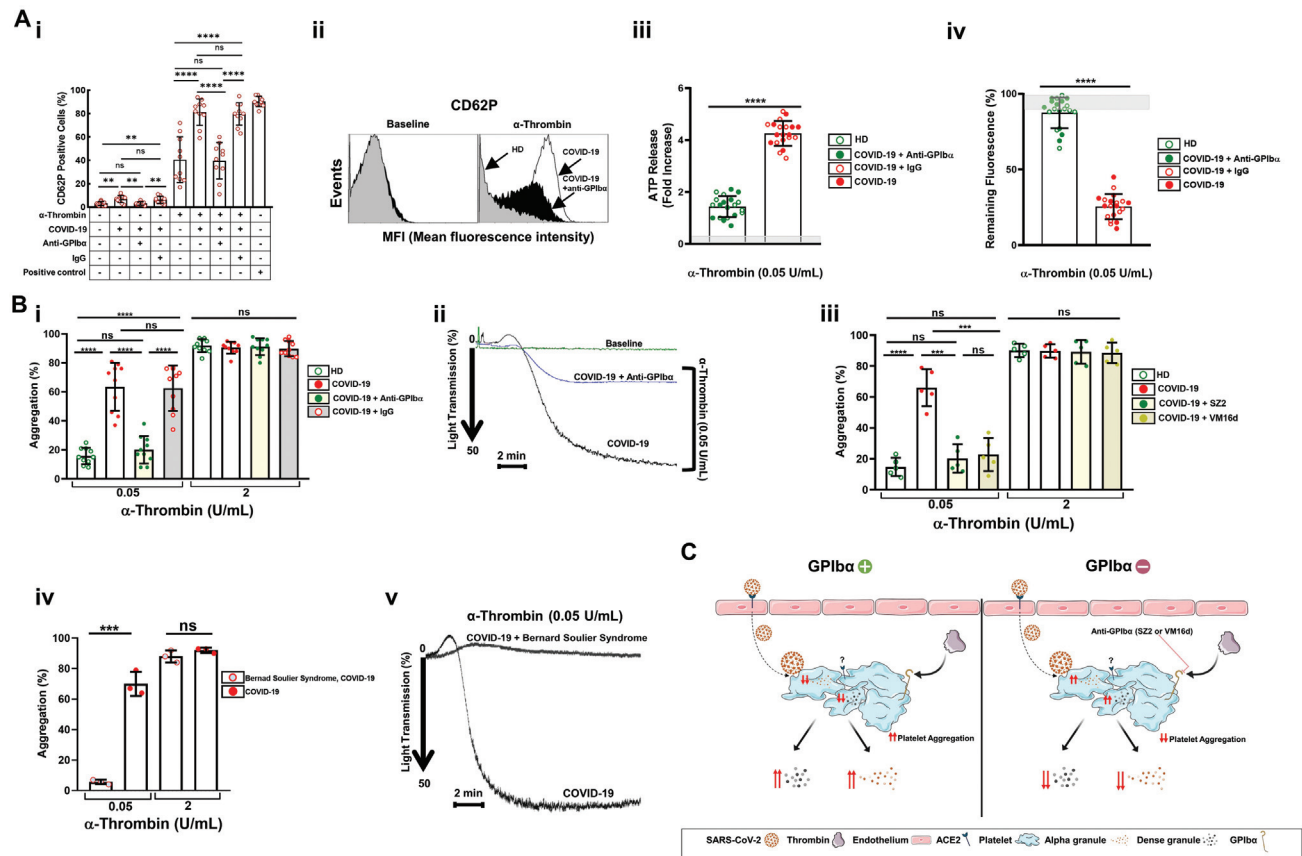 A
i
****
ns
ns
****
****
****
**
ns
**
**
**
CD62P Positive Cells (%)
100
90
80
70
60
50
40
30
20
10
0
α-Thrombin - - - - + + + + -
COVID-19 - + + + - + + + -
Anti-GPIbα - - + - - - + - -
IgG - - - + - - - + -
Positive control - - - - - - - - +
ii
CD62P
Baseline
α-Thrombin
HD
COVID-19
COVID-19
+anti-GPIbα
Events
MFI (Mean fluorescence intensity)
iii
****
ATP Release
(Fold Increase)
6
4
2
0
α-Thrombin (0.05 U/mL)
HD
COVID-19 + Anti-GPIbα
COVID-19 + IgG
COVID-19
iv
****
Remaining Fluorescence (%)
100
80
60
40
20
0
α-Thrombin (0.05 U/mL)
HD
COVID-19 + Anti-GPIbα
COVID-19 + IgG
COVID-19
B
i
****
ns
ns
ns
****
****
****
Aggregation (%)
100
80
60
40
20
0
0.05
2
α-Thrombin (U/mL)
HD
COVID-19
COVID-19 + Anti-GPIbα
COVID-19 + IgG
ii
0
Baseline
COVID-19 + Anti-GPIbα
COVID-19
Light Transmission (%)
50
2 min
α-Thrombin (0.05 U/mL)
iii
ns
ns
***
ns
****
***
ns
Aggregation (%)
100
80
60
40
20
0
0.05
2
α-Thrombin (U/mL)
HD
COVID-19
COVID-19 + SZ2
COVID-19 + VM16d
iv
***
ns
Aggregation (%)
100
80
60
40
20
0
0.05
2
α-Thrombin (U/mL)
Bernad Soulier Syndrome, COVID-19
COVID-19
v
α-Thrombin (0.05 U/mL)
0
COVID-19 + Bernard Soulier Syndrome
Light Transmission (%)
50
2 min
COVID-19
C
GPIbα +
GPIbα −
Anti-GPIbα (SZ2 or VM16d)
?
?
Platelet Aggregation
Platelet Aggregation
SARS-CoV-2 Thrombin Endothelium ACE2 Platelet Alpha granule Dense granule GPIbα